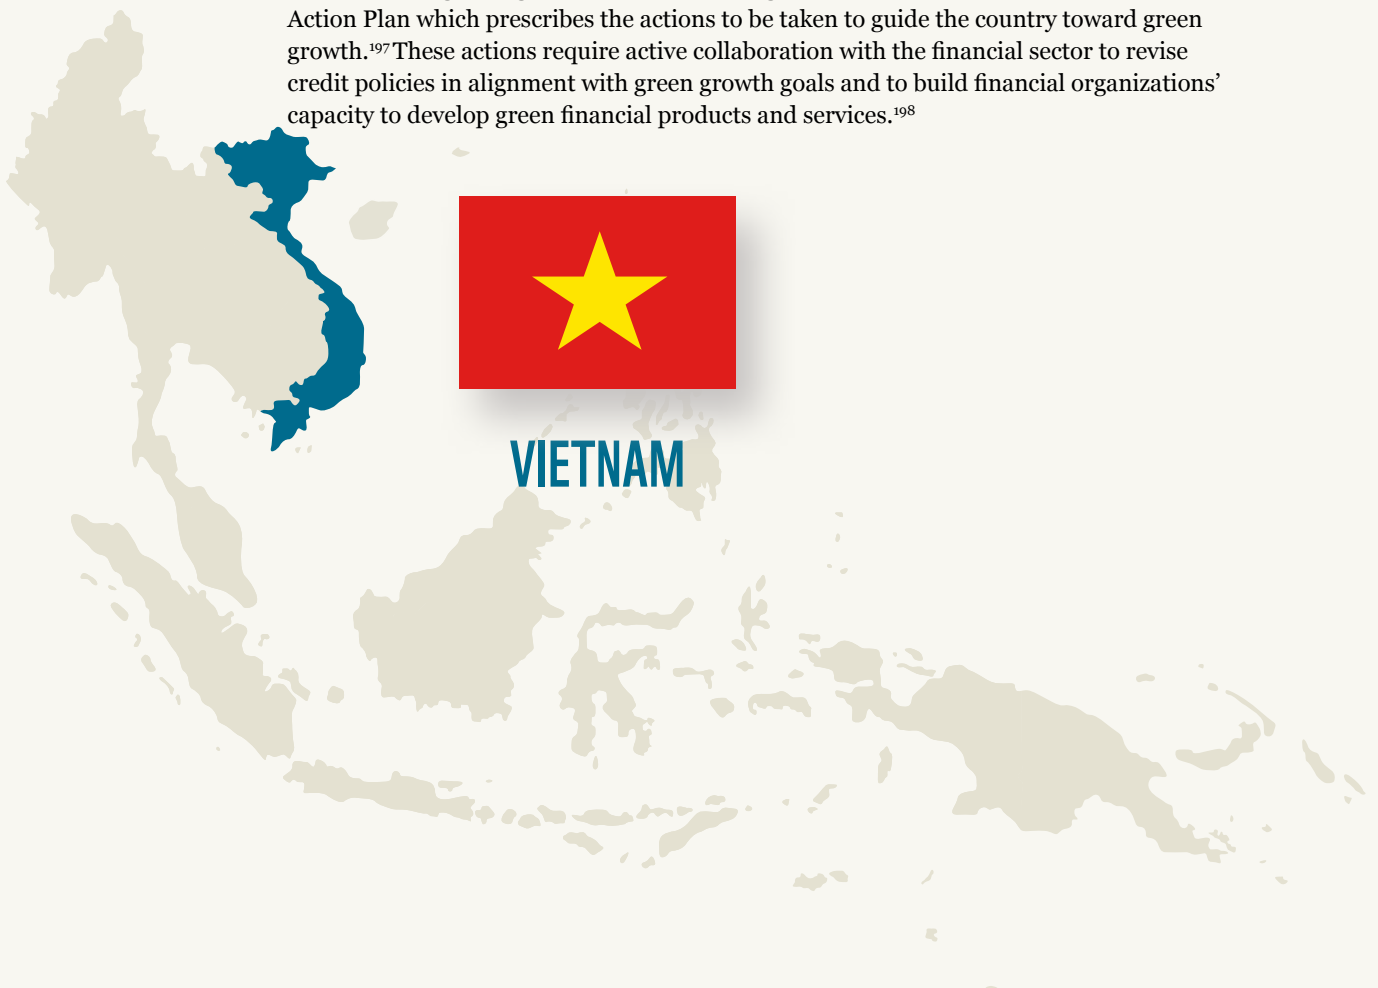 Action Plan which prescribes the actions to be taken to guide the country toward green
growth.¹⁹⁷ These actions require active collaboration with the financial sector to revise
credit policies in alignment with green growth goals and to build financial organizations’
capacity to develop green financial products and services.¹⁹⁸
VIETNAM